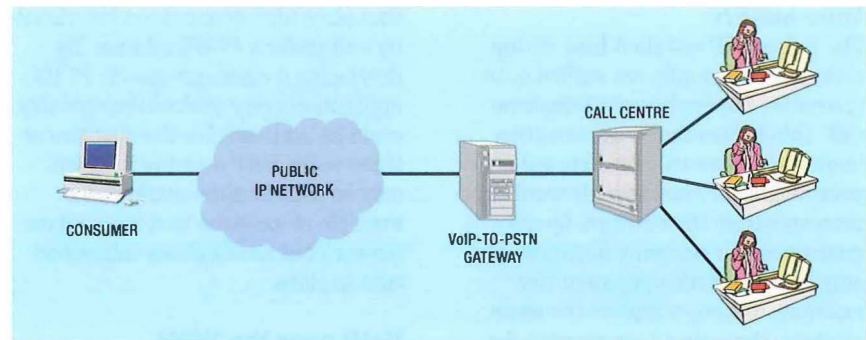 CONSUMER
PUBLIC
IP NETWORK
VoIP-TO-PSTN
GATEWAY
CALL CENTRE